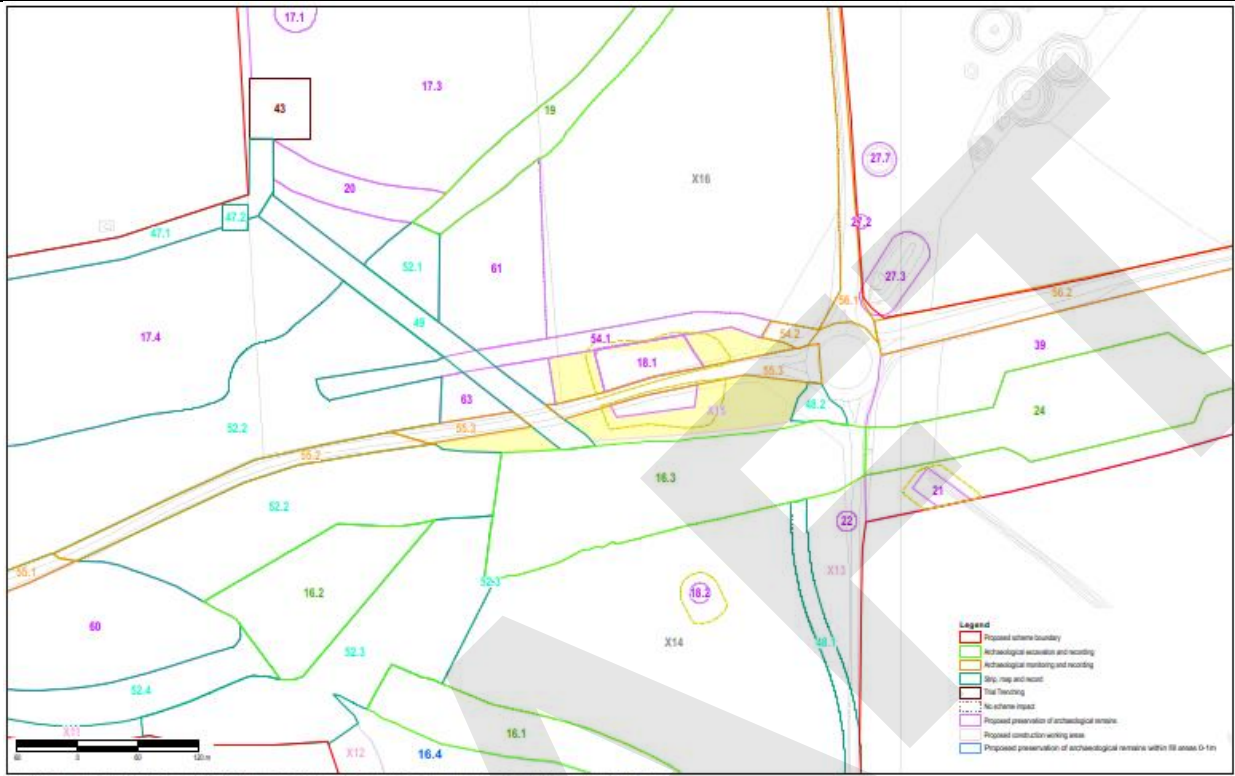 17.1
43
17.3
19
20
X16
27.7
47.2
47.1
27.2
52.1
61
27.3
56.1
56.2
17.4
49
54.1
54.2
39
18.1
55.3
63
X15
48.2
24
52.2
55.3
55.2
16.3
21
52.2
22
55.1
52.3
X13
16.2
18.2
60
X14
48.1
52.3
52.4
X11
X12
16.4
16.1
60 0 60 120 m
Legend
Proposed scheme boundary
Archaeological excavation and recording
Archaeological monitoring and recording
Strip, map and record
Trial Trenching
No scheme impact
Proposed preservation of archaeological remains
Proposed construction working areas
Proposed preservation of archaeological remains within fill areas 0-1m